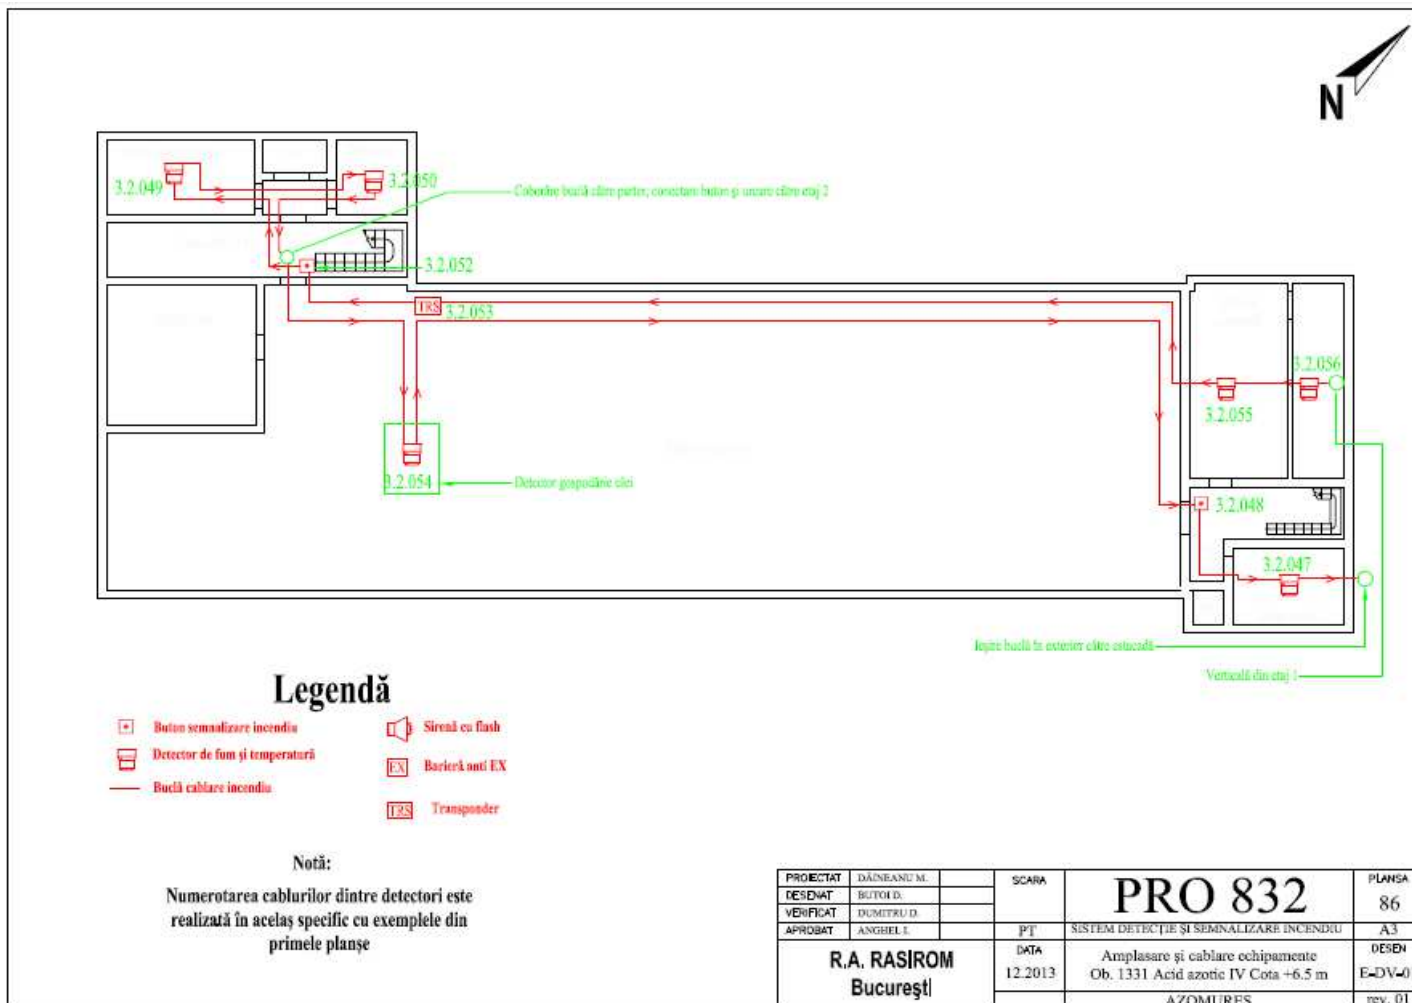 N
3.2.049
3.2.050
Coborâre buclă către parter, conectare buton și urcare către etaj 2
3.2.052
TRS
3.2.053
3.2.056
3.2.055
3.2.054
Detector gospodărie ulei
3.2.048
3.2.047
Ieșire buclă în exterior către estacadă
Verticală din etaj 1
Legendă
Buton semnalizare incendiu
Detector de fum și temperatură
Buclă cablare incendiu
Sirenă cu flash
EX
Barieră anti EX
TRS
Transponder
Notă:
Numerotarea cablurilor dintre detectori este
realizată în acelaș specific cu exemplele din
primele planșe
PROIECTAT DĂINEANU M.
DESENAT BUTOI D.
VERIFICAT DUMITRU D.
APROBAT ANGHEL I.
R.A. RASIROM
București
SCARA
PT
DATA
12.2013
PRO 832
SISTEM DETECȚIE ȘI SEMNALIZARE INCENDIU
Amplasare și cablare echipamente
Ob. 1331 Acid azotic IV Cota +6.5 m
AZOMURES
PLANSA
86
A3
DESEN
E-DV-0
rev. 01